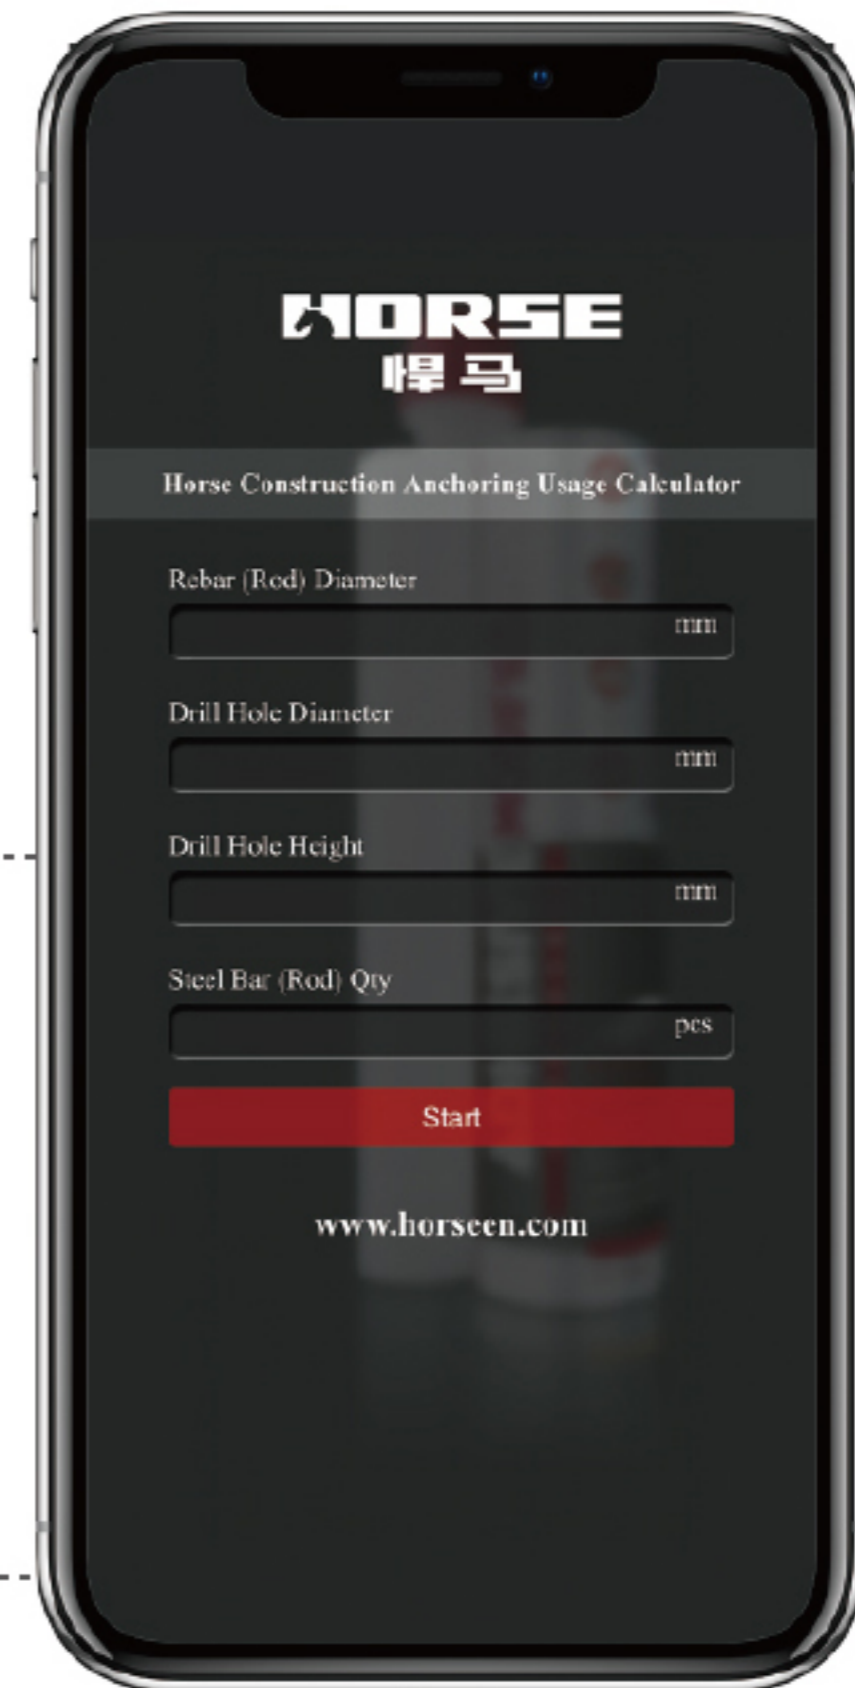 HORSE
悍马
Horse Construction Anchoring Usage Calculator
Rebar (Rod) Diameter
mm
Drill Hole Diameter
mm
Drill Hole Height
mm
Steel Bar (Rod) Qty
pcs
Start
www.horseen.com